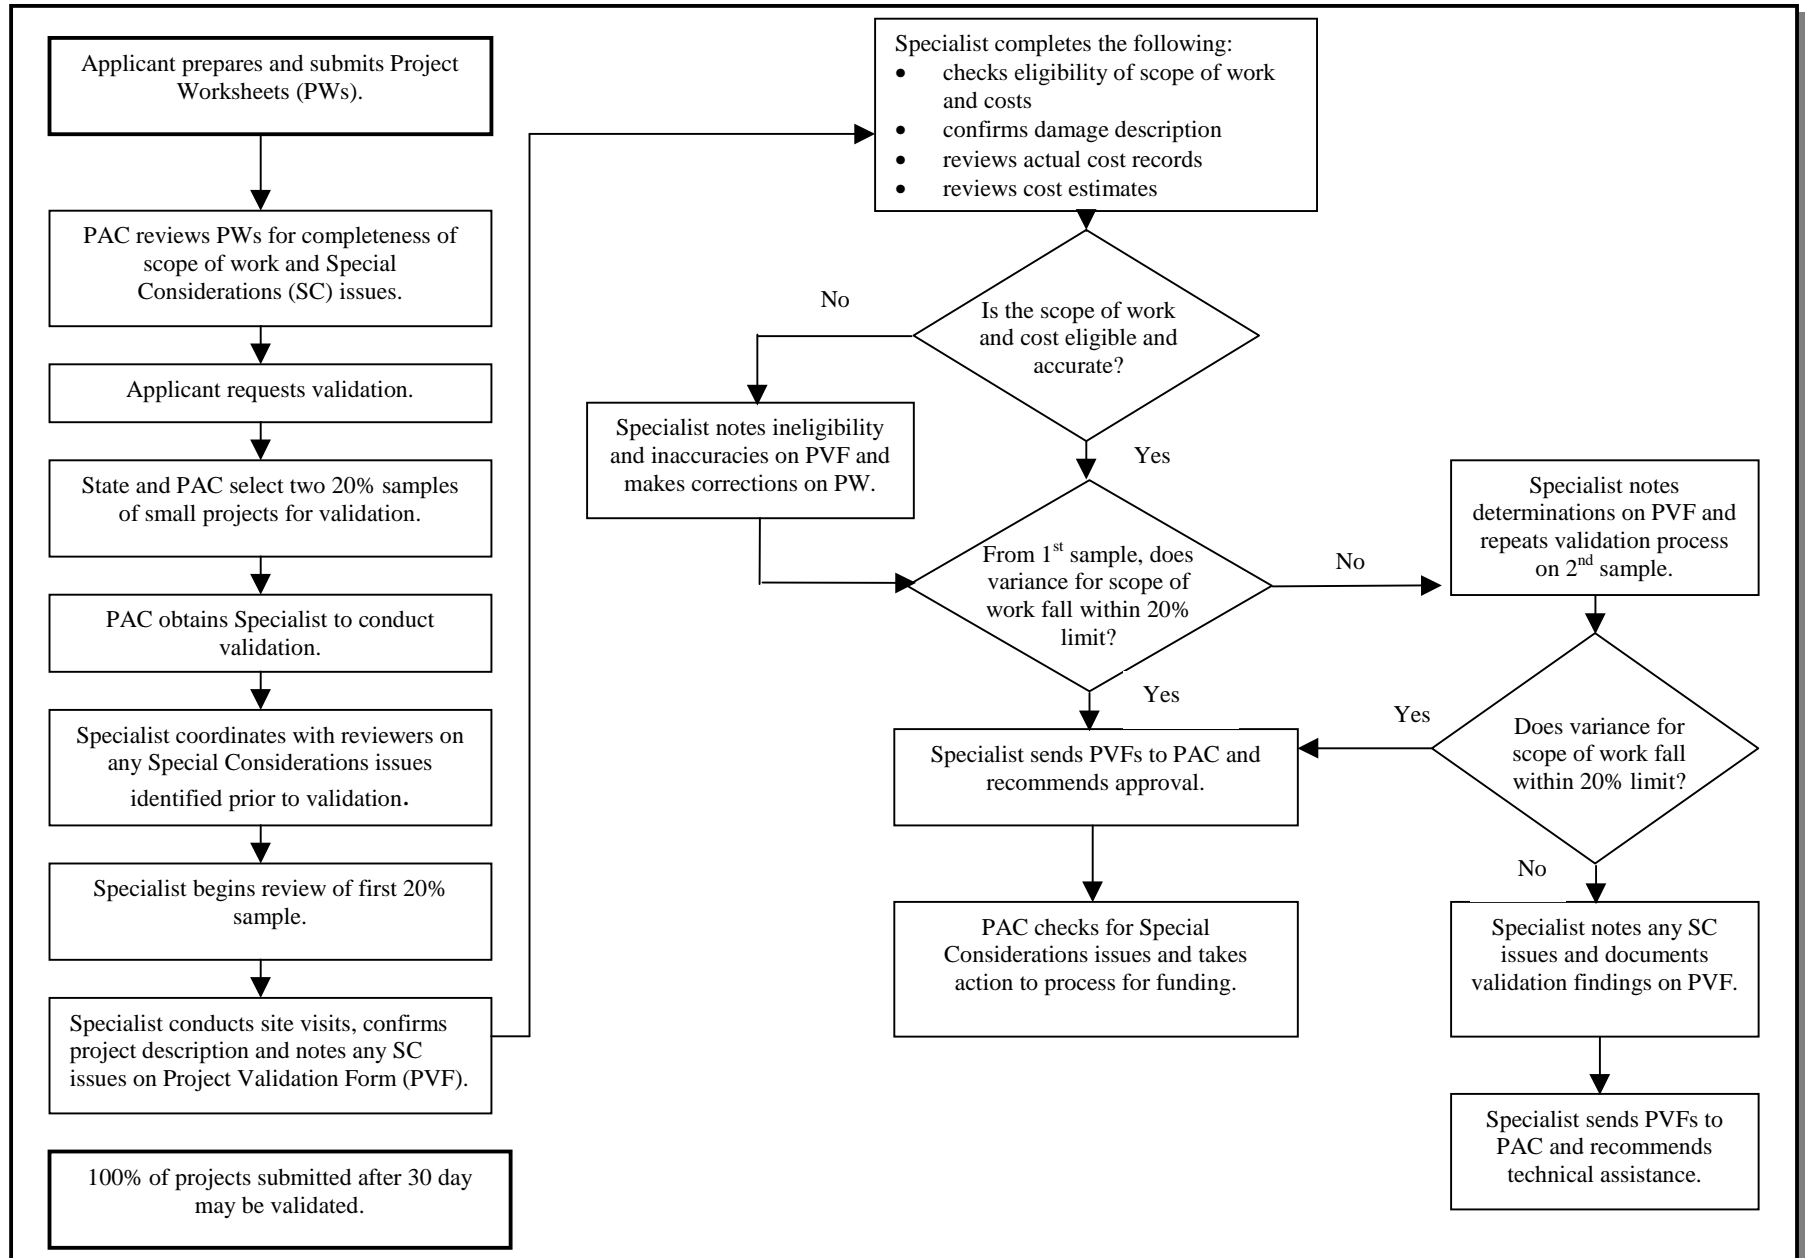 Applicant prepares and submits Project
Worksheets (PWs).
PAC reviews PWs for completeness of
scope of work and Special
Considerations (SC) issues.
Applicant requests validation.
State and PAC select two 20% samples
of small projects for validation.
PAC obtains Specialist to conduct
validation.
Specialist coordinates with reviewers on
any Special Considerations issues
identified prior to validation.
Specialist begins review of first 20%
sample.
Specialist conducts site visits, confirms
project description and notes any SC
issues on Project Validation Form (PVF).
100% of projects submitted after 30 day
may be validated.
Specialist completes the following:
• checks eligibility of scope of work
and costs
• confirms damage description
• reviews actual cost records
• reviews cost estimates
Is the scope of work
and cost eligible and
accurate?
No
Specialist notes ineligibility
and inaccuracies on PVF and
makes corrections on PW.
Yes
From 1st sample, does
variance for scope of
work fall within 20%
limit?
No
Yes
Specialist sends PVFs to PAC and
recommends approval.
PAC checks for Special
Considerations issues and takes
action to process for funding.
Specialist notes
determinations on PVF and
repeats validation process
on 2nd sample.
Does variance for
scope of work fall
within 20% limit?
Yes
No
Specialist notes any SC
issues and documents
validation findings on PVF.
Specialist sends PVFs to
PAC and recommends
technical assistance.